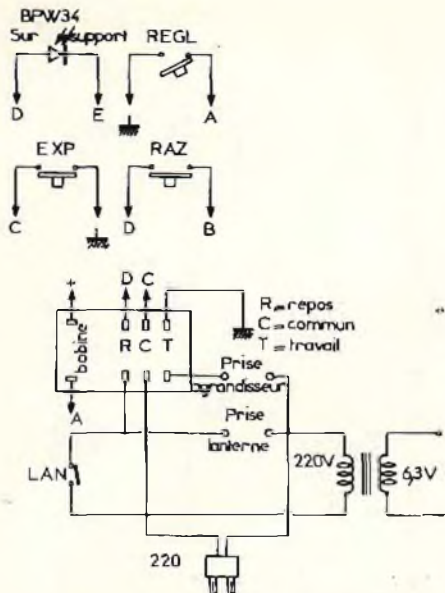 BPW34
Sur support
REGL
D
E
A
EXP
RAZ
C
D
B
+
D C
R C T
R = repos
C = commun
T = travail
bobine
A
Prise
agrandisseur
Prise
lanterne
LAN
220V
6,3V
220